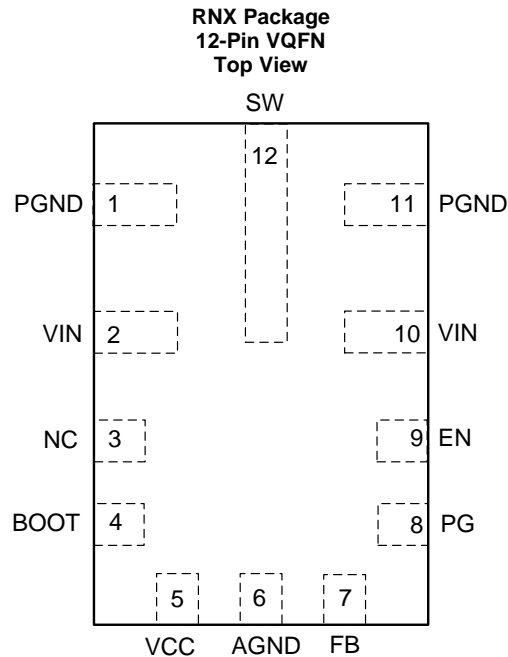 RNX Package
12-Pin VQFN
Top View
SW
12
PGND 1 11 PGND
VIN 2 10 VIN
NC 3 9 EN
BOOT 4 8 PG
5 6 7
VCC AGND FB